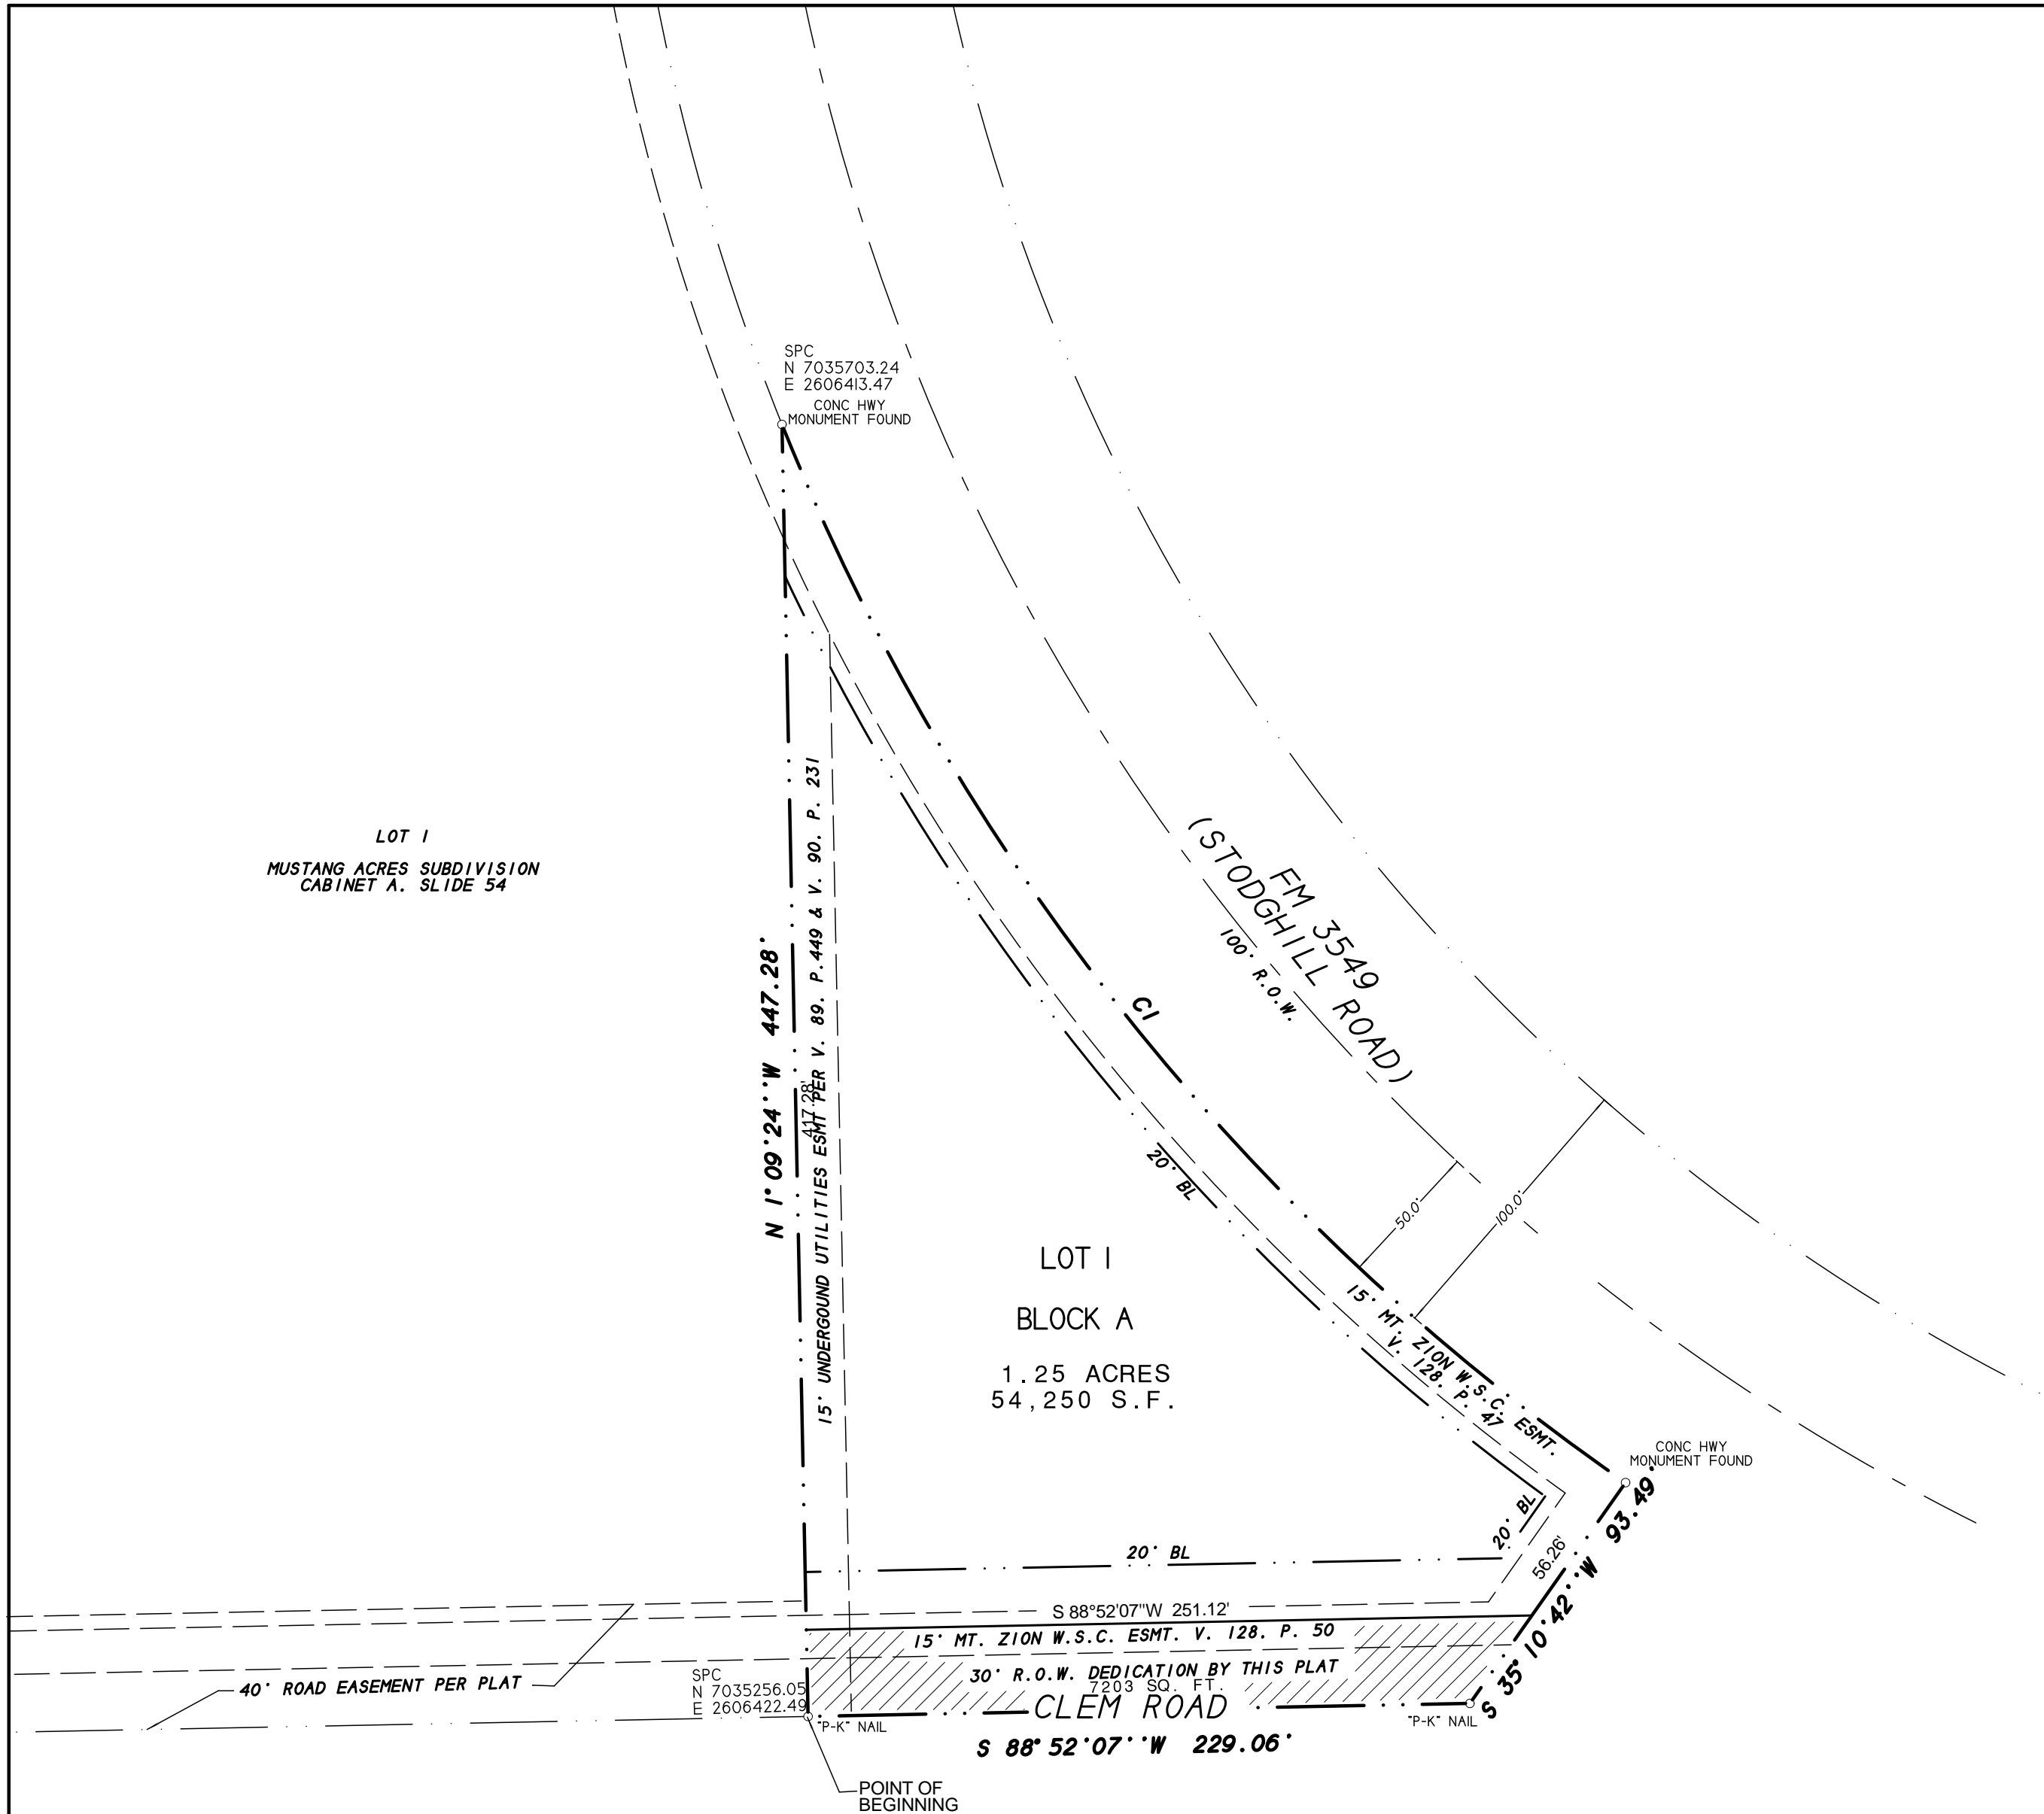 SPC
N 7035703.24
E 2606413.47
CONC HWY
MONUMENT FOUND
LOT 1
MUSTANG ACRES SUBDIVISION
CABINET A. SLIDE 54
N 1°09'24''W 447.28'
417.28'
15' UNDERGOUND UTILITIES ESMT PER V. 89. P.449 & V. 90. P. 231
C1
FM 3549
(STODGHILL ROAD)
100' R.O.W.
50.0'
100.0'
20' BL
LOT 1
BLOCK A
1.25 ACRES
54,250 S.F.
15' MT. ZION W.S.C. ESMT.
V. 128. P. 47
CONC HWY
MONUMENT FOUND
20' BL
20' BL
56.26'
S 35°10'42''W 93.49'
S 88°52'07"W 251.12'
15' MT. ZION W.S.C. ESMT. V. 128. P. 50
30' R.O.W. DEDICATION BY THIS PLAT
7203 SQ. FT.
CLEM ROAD
40' ROAD EASEMENT PER PLAT
SPC
N 7035256.05
E 2606422.49
"P-K" NAIL
"P-K" NAIL
S 88°52'07''W 229.06'
POINT OF
BEGINNING